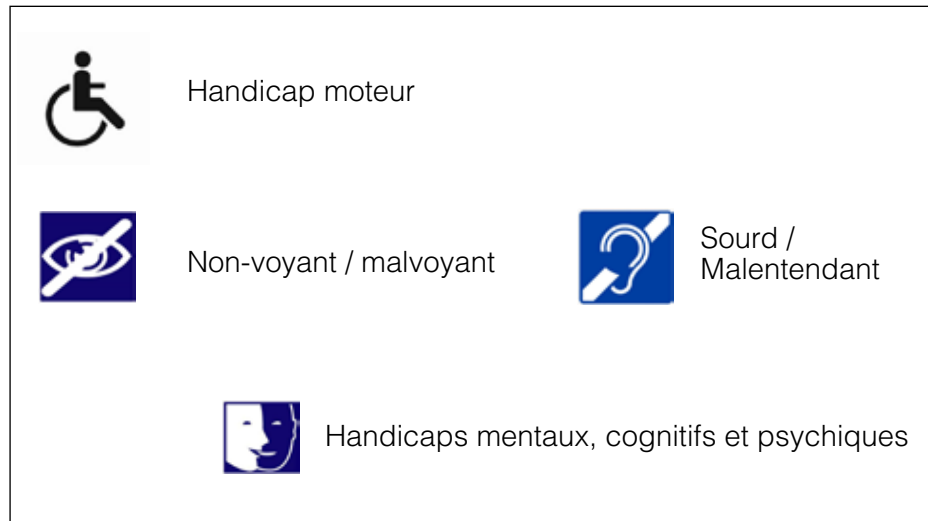 Handicap moteur
Non-voyant / malvoyant
Sourd /
Malentendant
Handicaps mentaux, cognitifs et psychiques